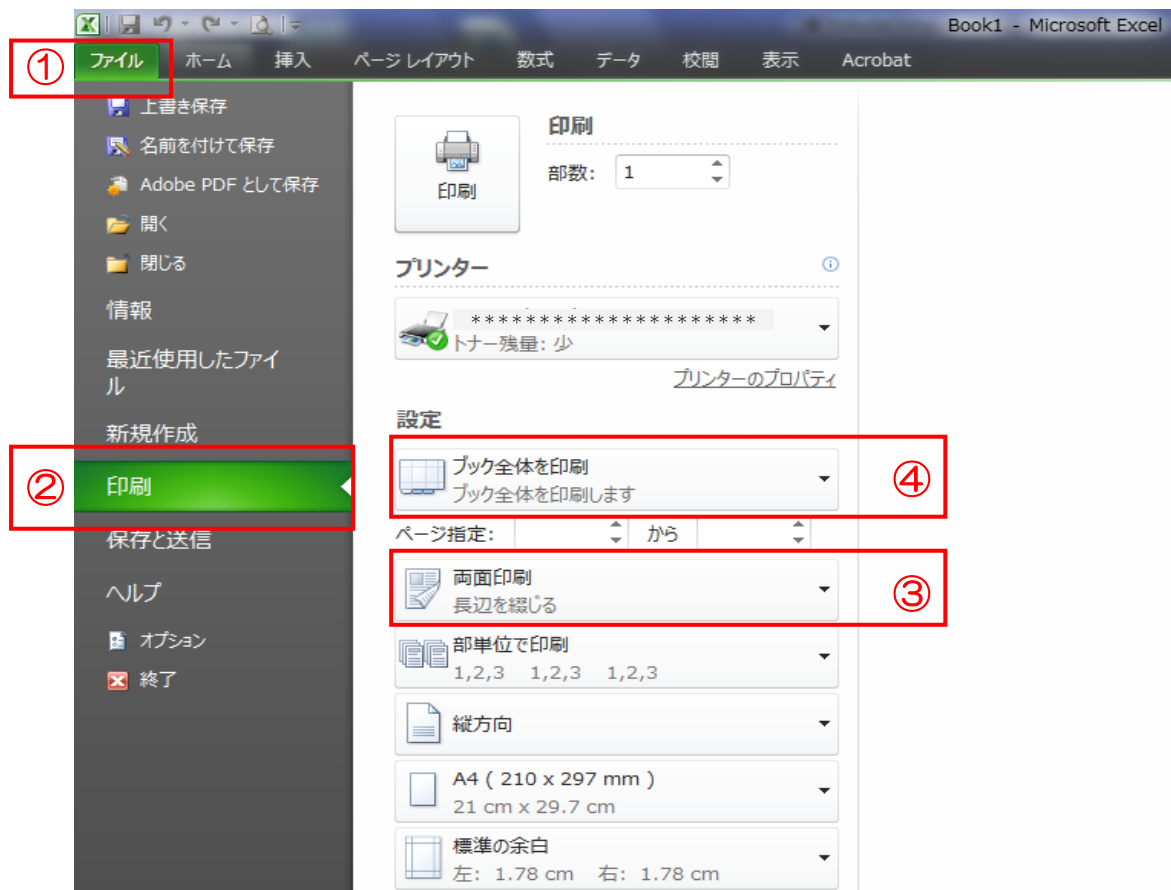 Book1 - Microsoft Excel
①
ファイル ホーム 挿入 ページ レイアウト 数式 データ 校閲 表示 Acrobat
上書き保存
名前を付けて保存
Adobe PDF として保存
開く
閉じる
情報
最近使用したファイ
ル
新規作成
②
印刷
保存と送信
ヘルプ
オプション
終了
印刷
印刷
部数: 1
プリンター
*********************
トナー残量: 少
プリンターのプロパティ
設定
ブック全体を印刷
ブック全体を印刷します
④
ページ指定: から
両面印刷
長辺を綴じる
③
部単位で印刷
1,2,3 1,2,3 1,2,3
縦方向
A4 ( 210 x 297 mm )
21 cm x 29.7 cm
標準の余白
左: 1.78 cm 右: 1.78 cm